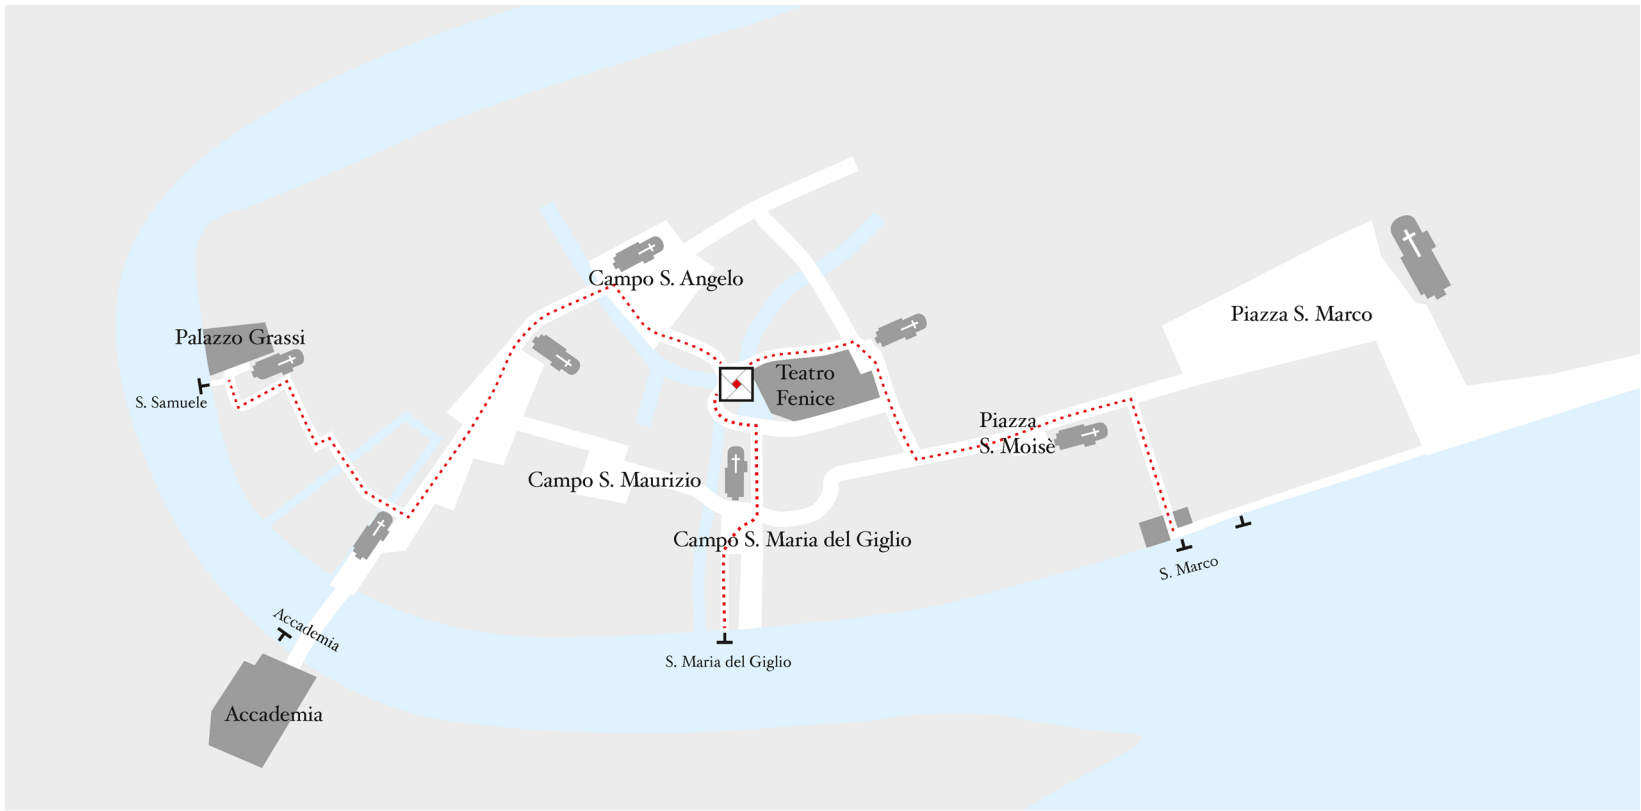 Campo S. Angelo
Piazza S. Marco
Palazzo Grassi
S. Samuele
Teatro
Fenice
Piazza
S. Moisè
Campo S. Maurizio
Campo S. Maria del Giglio
S. Marco
Accademia
S. Maria del Giglio
Accademia